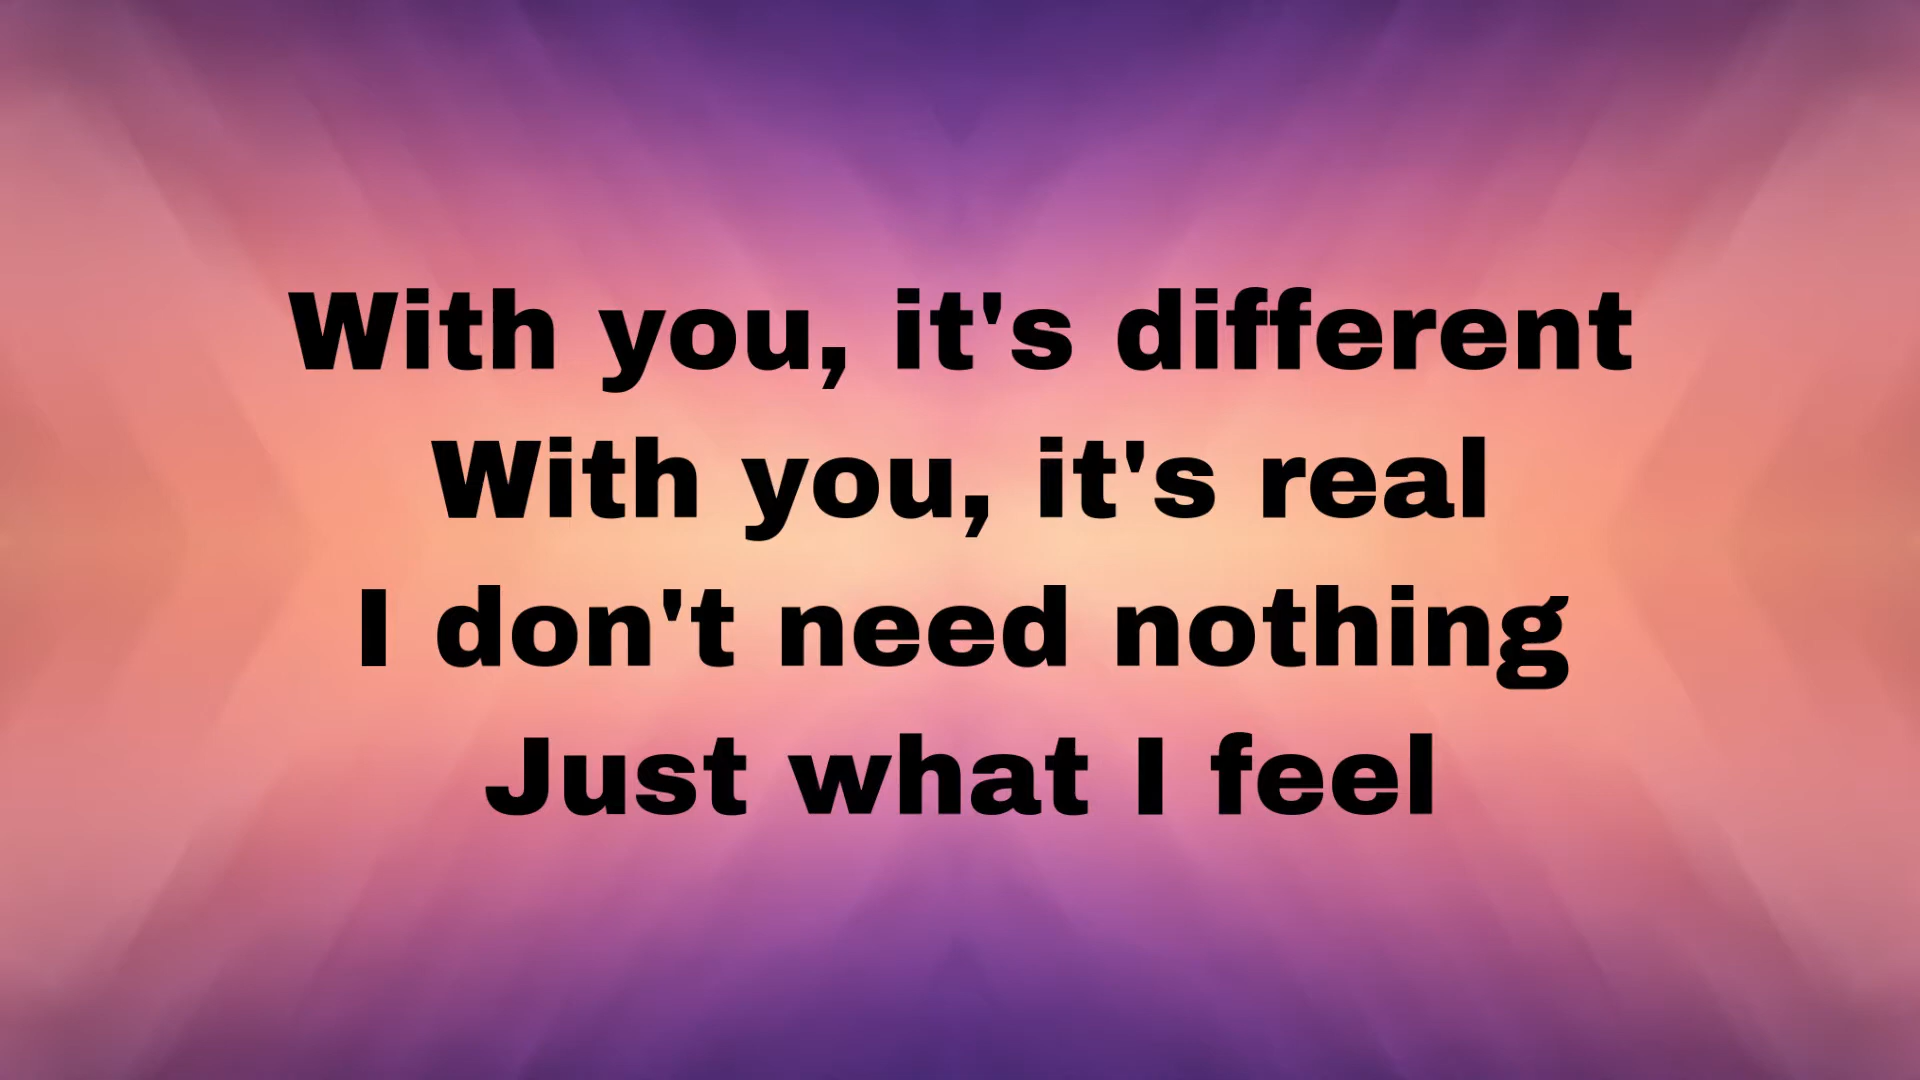 With you, it's different
With you, it's real
I don't need nothing
Just what I feel